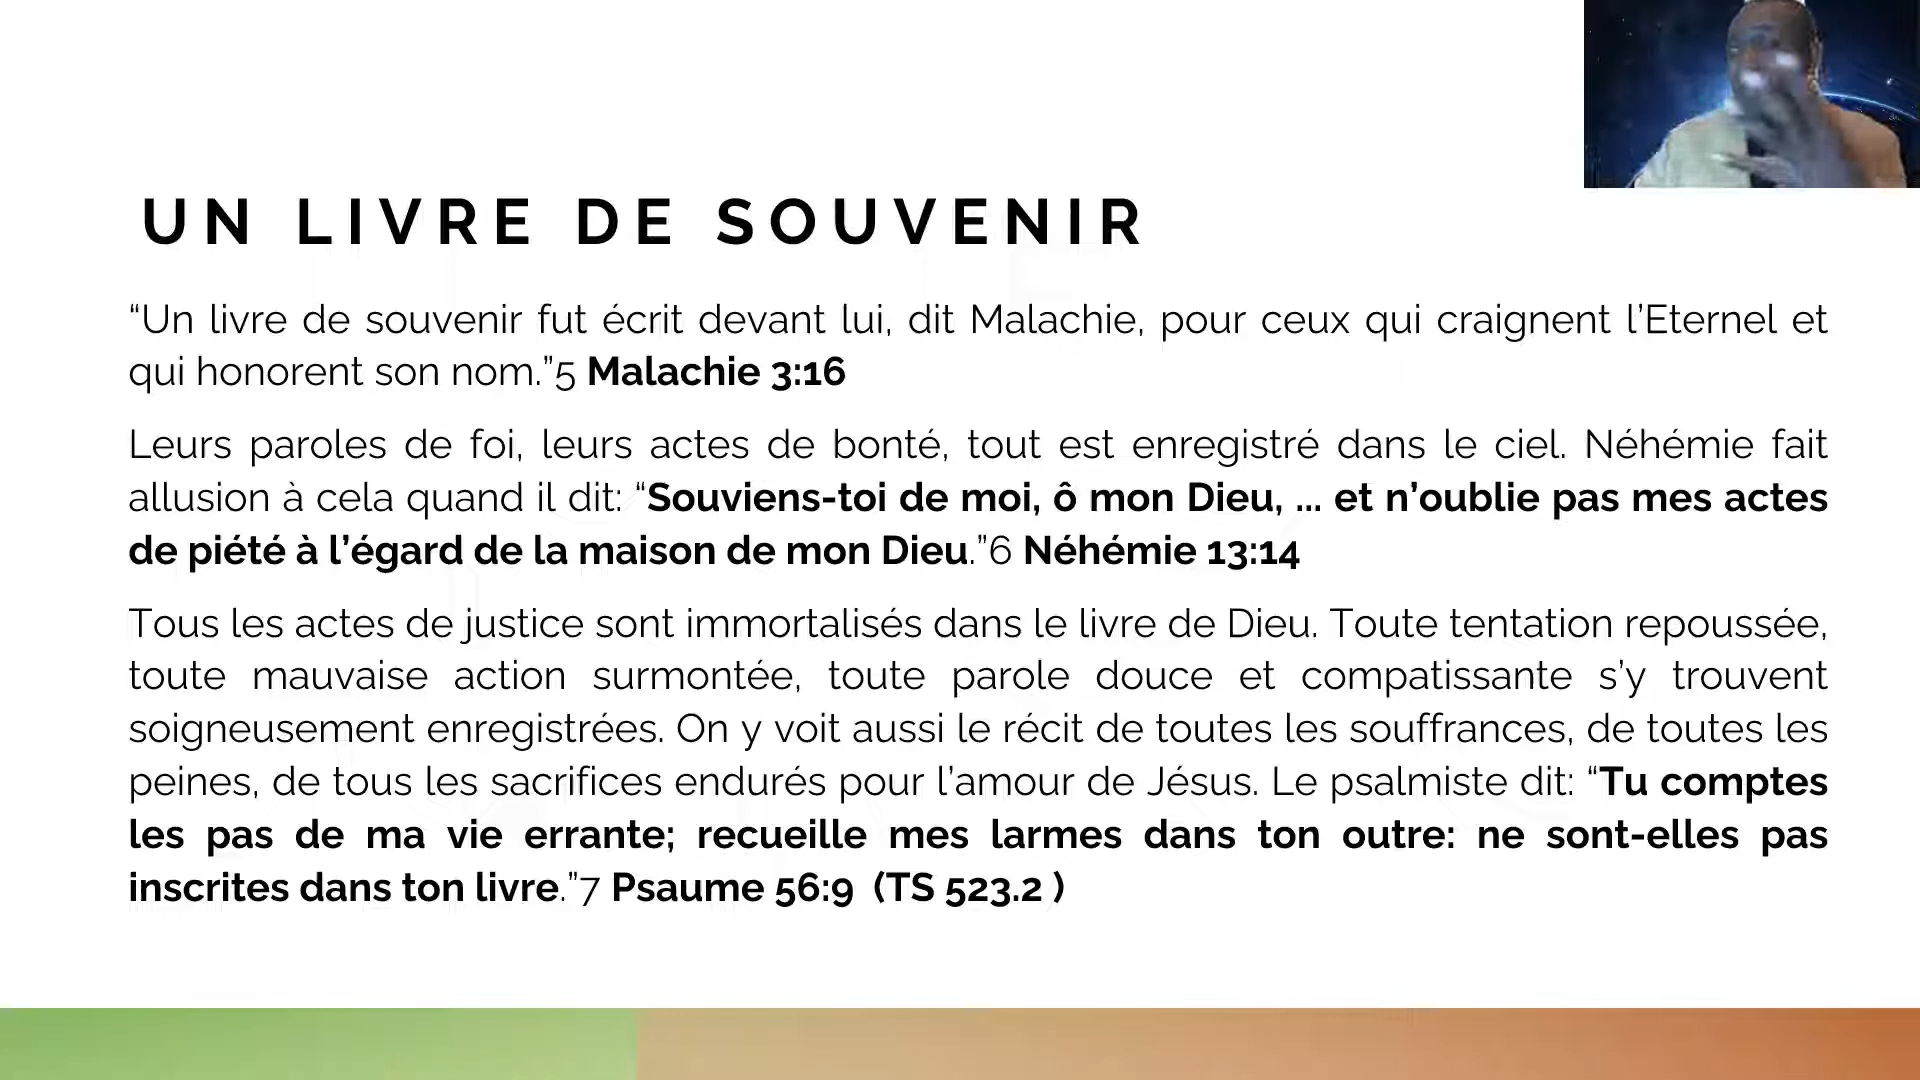 UN LIVRE DE SOUVENIR
“Un livre de souvenir fut écrit devant lui, dit Malachie, pour ceux qui craignent l’Eternel et
qui honorent son nom.”5 Malachie 3:16
Leurs paroles de foi, leurs actes de bonté, tout est enregistré dans le ciel. Néhémie fait
allusion à cela quand il dit: “Souviens-toi de moi, ô mon Dieu, ... et n’oublie pas mes actes
de piété à l’égard de la maison de mon Dieu.”6 Néhémie 13:14
Tous les actes de justice sont immortalisés dans le livre de Dieu. Toute tentation repoussée,
toute mauvaise action surmontée, toute parole douce et compatissante s’y trouvent
soigneusement enregistrées. On y voit aussi le récit de toutes les souffrances, de toutes les
peines, de tous les sacrifices endurés pour l’amour de Jésus. Le psalmiste dit: “Tu comptes
les pas de ma vie errante; recueille mes larmes dans ton outre: ne sont-elles pas
inscrites dans ton livre.”7 Psaume 56:9 (TS 523.2 )